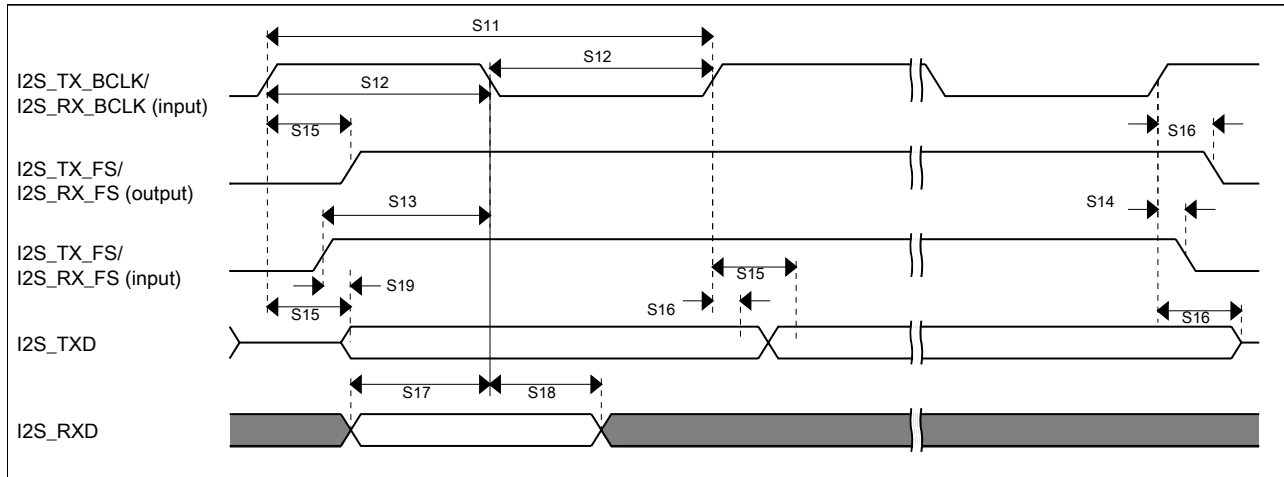 S11
S12
I2S_TX_BCLK/
I2S_RX_BCLK (input)
S12
S15
S16
I2S_TX_FS/
I2S_RX_FS (output)
S13
S14
I2S_TX_FS/
I2S_RX_FS (input)
S15
S19
S16
S15
S16
I2S_TXD
S17
S18
I2S_RXD